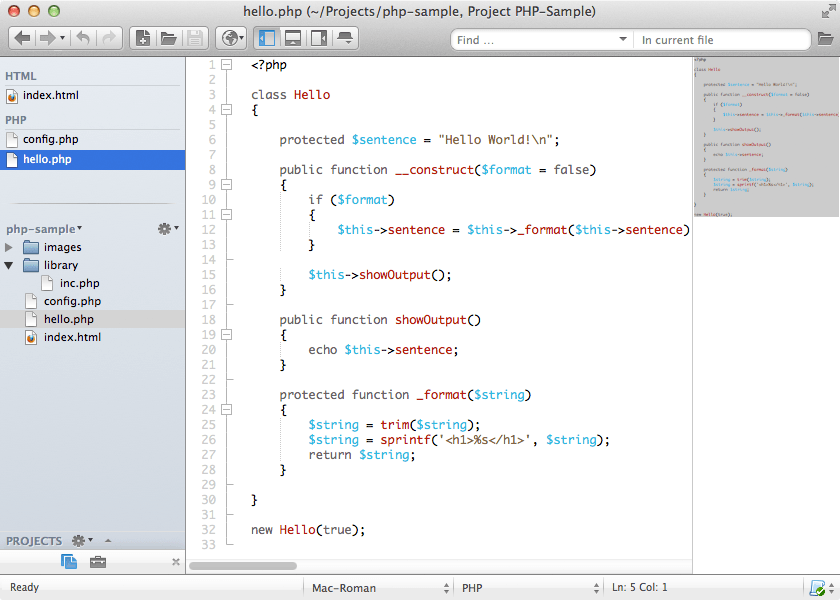 hello.php (~/Projects/php-sample, Project PHP-Sample)
Find ...
In current file
HTML
index.html
PHP
config.php
hello.php
php-sample
images
library
inc.php
config.php
hello.php
index.html
PROJECTS
1 <?php
2
3 class Hello
4 {
5
6 protected $sentence = "Hello World!\n";
7
8 public function __construct($format = false)
9 {
10 if ($format)
11 {
12 $this->sentence = $this->_format($this->sentence)
13 }
14
15 $this->showOutput();
16 }
17
18 public function showOutput()
19 {
20 echo $this->sentence;
21 }
22
23 protected function _format($string)
24 {
25 $string = trim($string);
26 $string = sprintf('<h1>%s</h1>', $string);
27 return $string;
28 }
29
30 }
31
32 new Hello(true);
33
Ready
Mac-Roman
PHP
Ln: 5 Col: 1